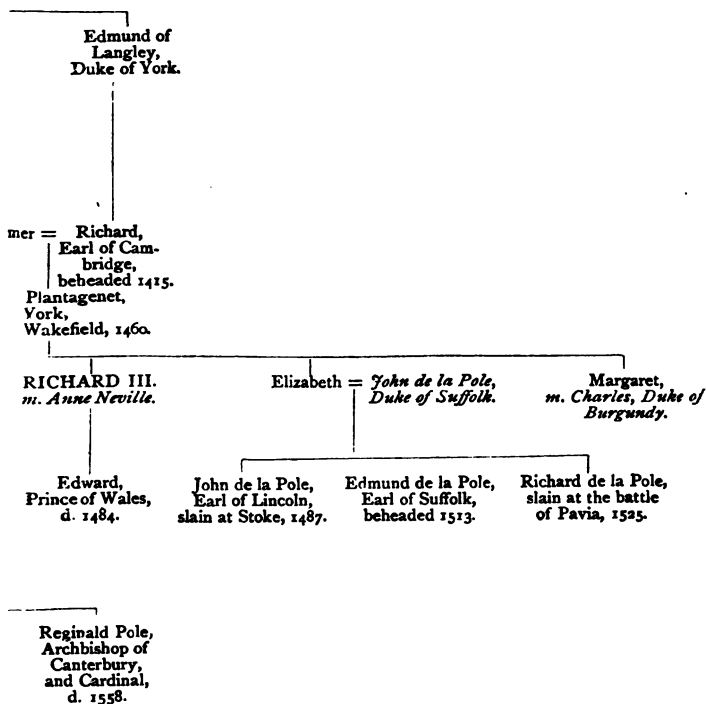 Edmund of
Langley,
Duke of York.
mer = Richard,
Earl of Cam-
bridge,
beheaded 1415.
Plantagenet,
York,
Wakefield, 1460.
RICHARD III.
m. Anne Neville.
Elizabeth = John de la Pole,
Duke of Suffolk.
Margaret,
m. Charles, Duke of
Burgundy.
Edward,
Prince of Wales,
d. 1484.
John de la Pole,
Earl of Lincoln,
slain at Stoke, 1487.
Edmund de la Pole,
Earl of Suffolk,
beheaded 1513.
Richard de la Pole,
slain at the battle
of Pavia, 1525.
Reginald Pole,
Archbishop of
Canterbury,
and Cardinal,
d. 1558.